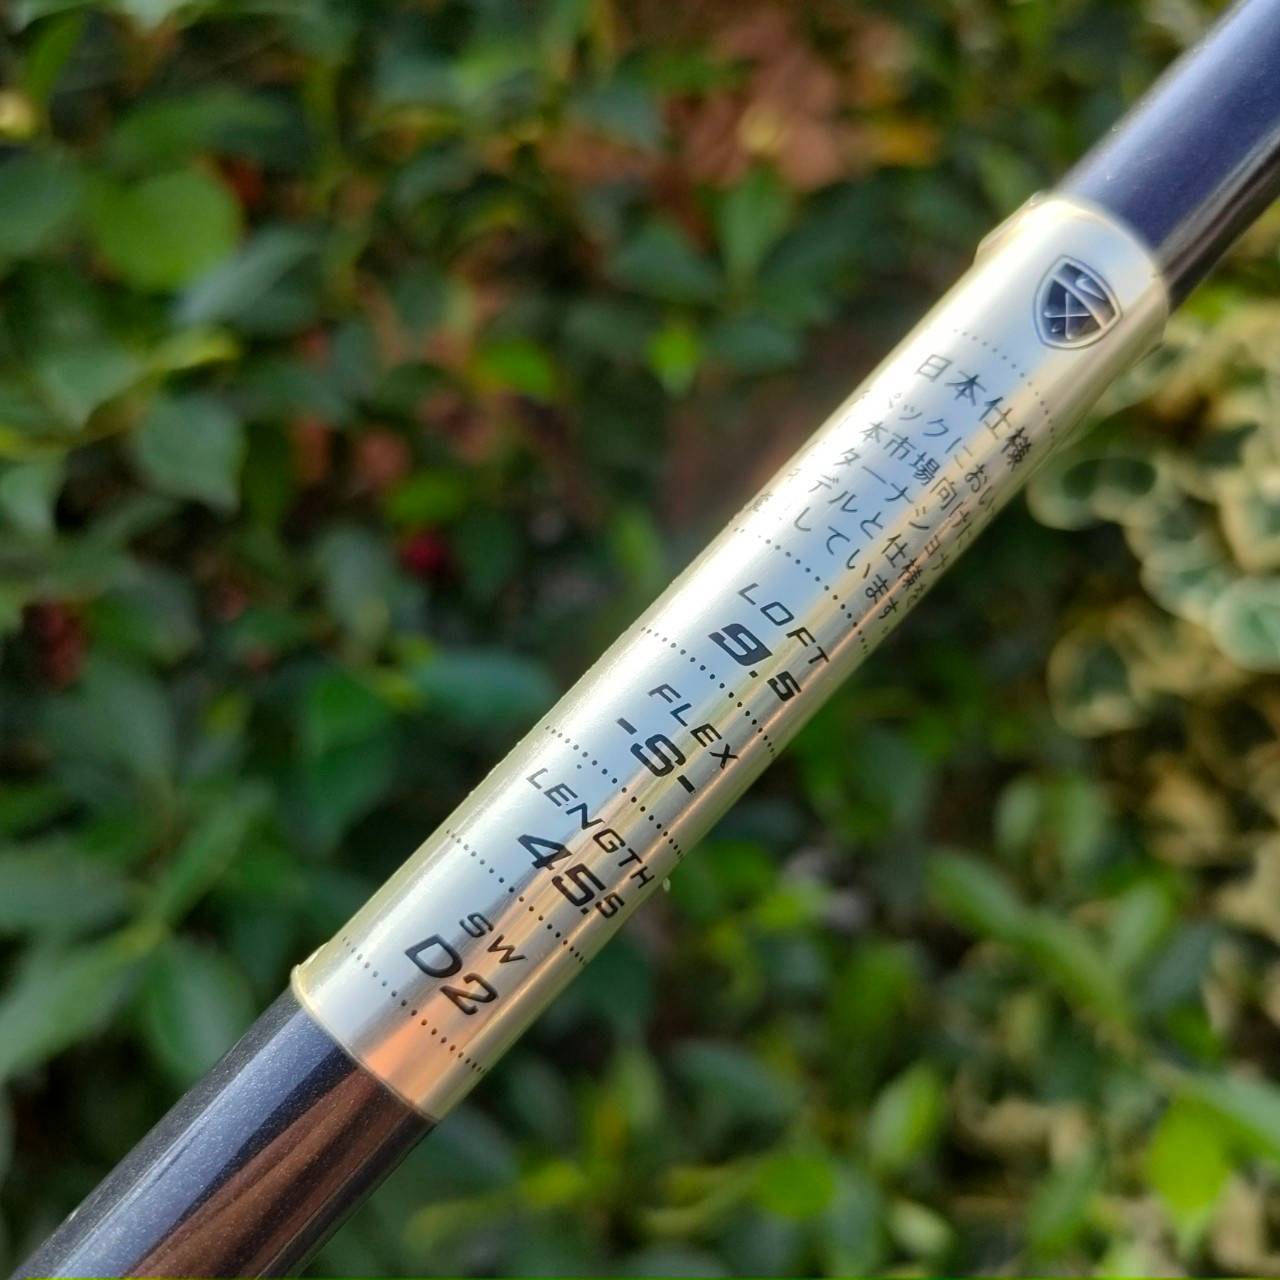 日本仕様
ックにおい
本市場向け
ターナショナ
デルと仕様
しています。
LOFT
9.5
FLEX
-S-
LENGTH
45.5
SW
D2